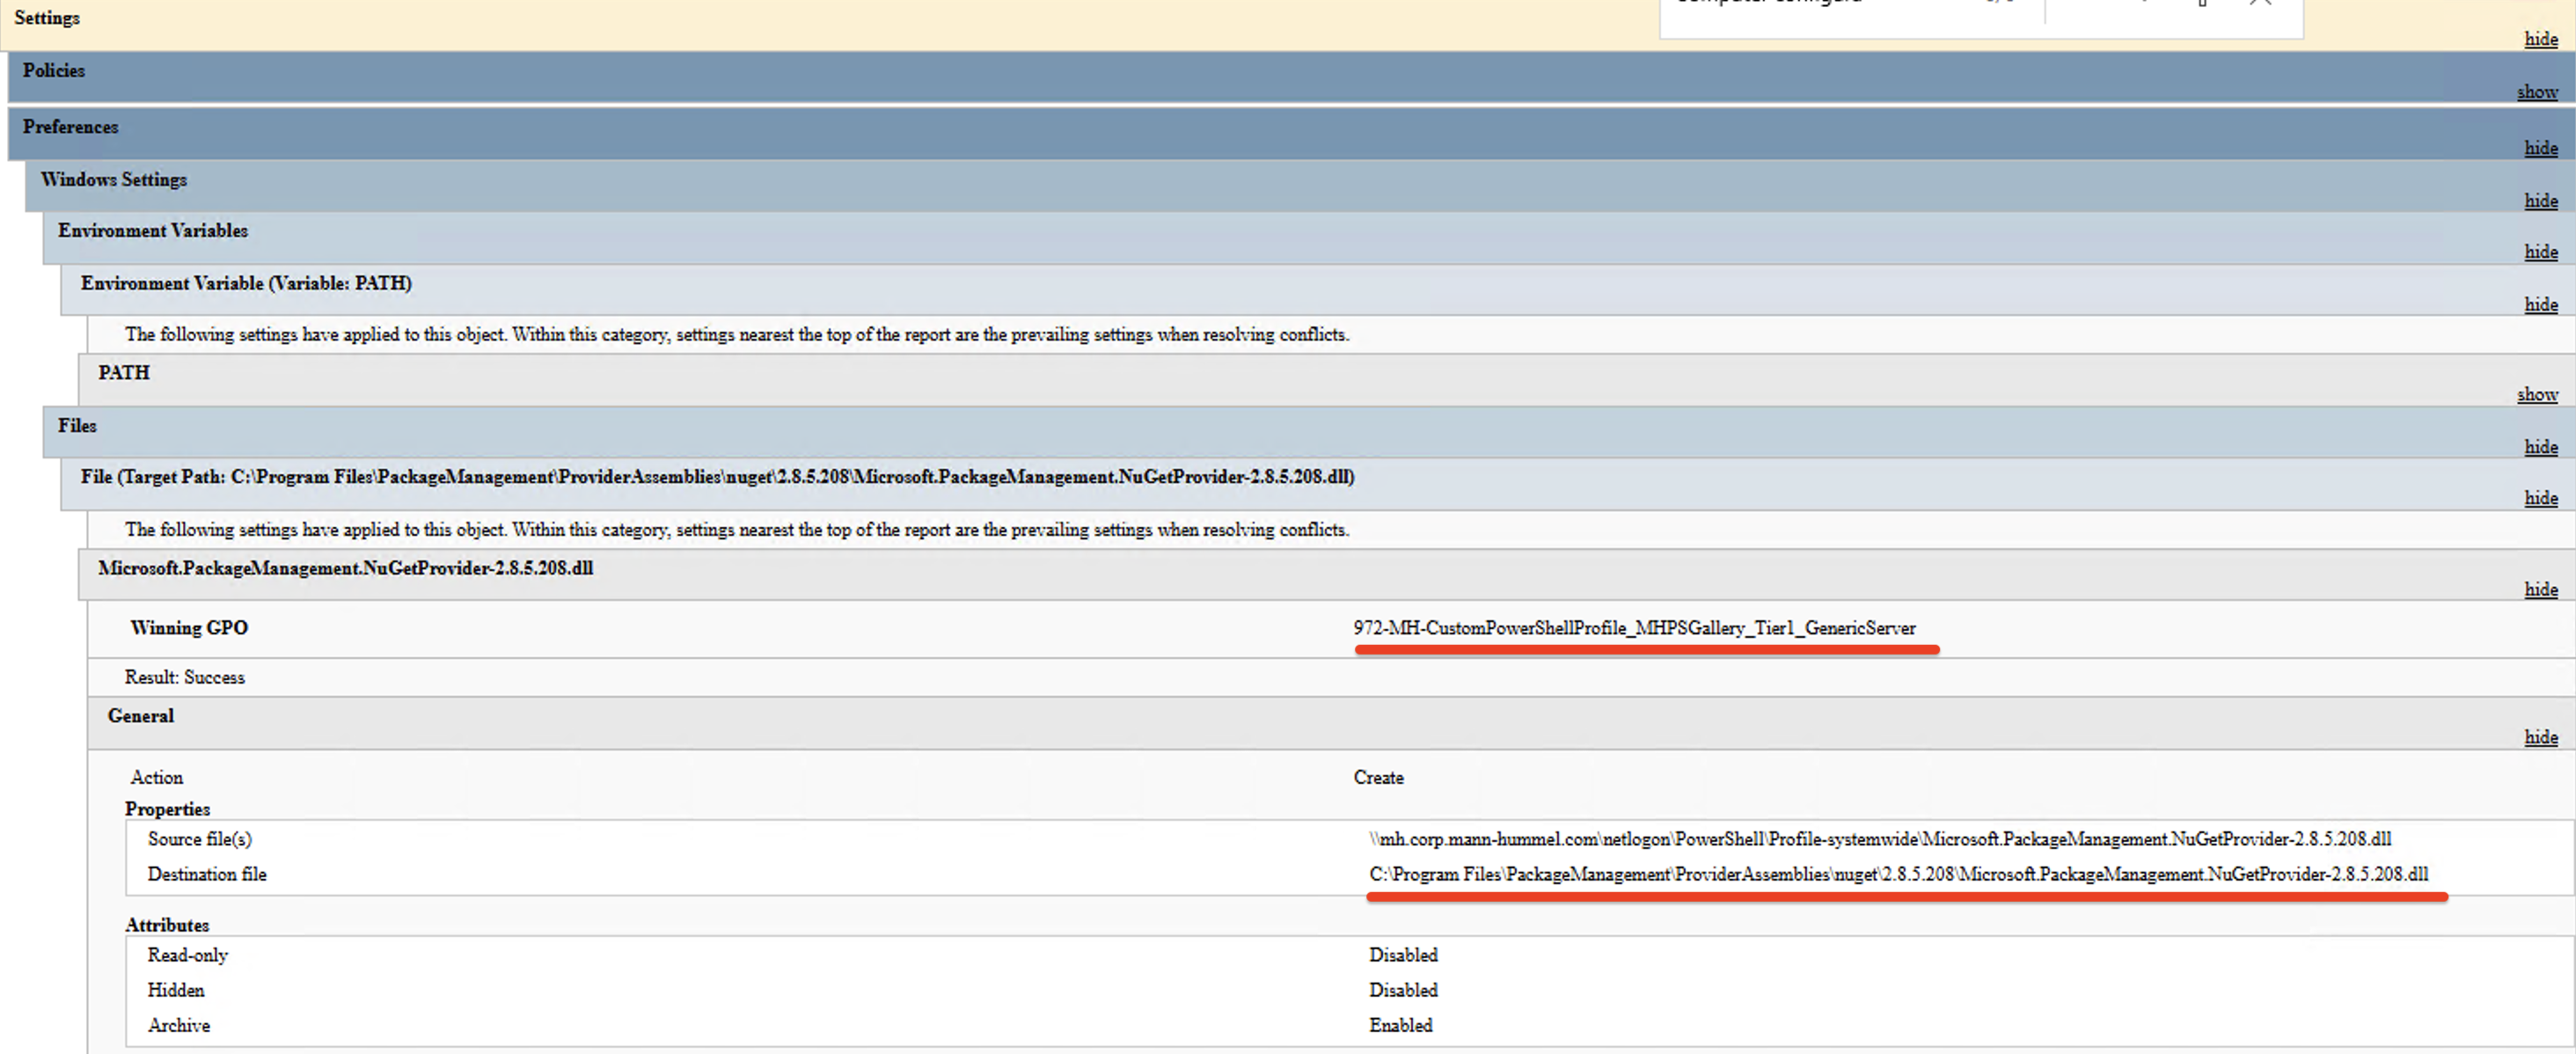 Settings
hide
Policies
show
Preferences
hide
Windows Settings
hide
Environment Variables
hide
Environment Variable (Variable: PATH)
hide
The following settings have applied to this object. Within this category, settings nearest the top of the report are the prevailing settings when resolving conflicts.
PATH
show
Files
hide
File (Target Path: C:\Program Files\PackageManagement\ProviderAssemblies\nuget\2.8.5.208\Microsoft.PackageManagement.NuGetProvider-2.8.5.208.dll)
hide
The following settings have applied to this object. Within this category, settings nearest the top of the report are the prevailing settings when resolving conflicts.
Microsoft.PackageManagement.NuGetProvider-2.8.5.208.dll
hide
Winning GPO 972-MH-CustomPowerShellProfile_MHPSGallery_Tier1_GenericServer
Result: Success
General
hide
Action Create
Properties
Source file(s) \\mh.corp.mann-hummel.com\netlogon\PowerShell\Profile-systemwide\Microsoft.PackageManagement.NuGetProvider-2.8.5.208.dll
Destination file C:\Program Files\PackageManagement\ProviderAssemblies\nuget\2.8.5.208\Microsoft.PackageManagement.NuGetProvider-2.8.5.208.dll
Attributes
Read-only Disabled
Hidden Disabled
Archive Enabled